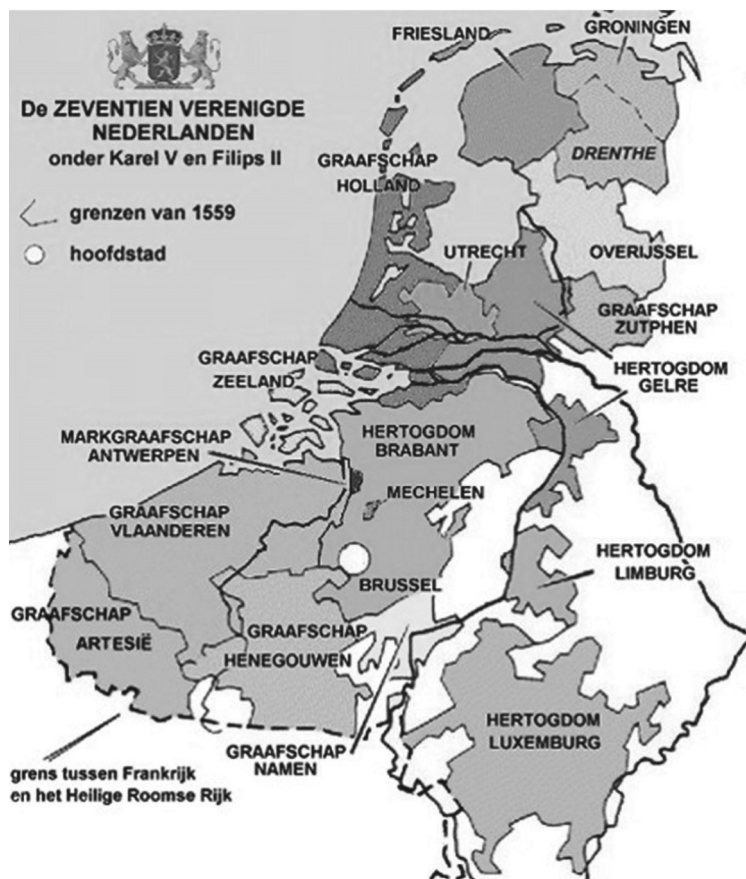 De ZEVENTIEN VERENIGDE
NEDERLANDEN
onder Karel V en Filips II
grenzen van 1559
hoofdstad
FRIESLAND
GRONINGEN
DRENTHE
GRAAFSCHAP
HOLLAND
UTRECHT
OVERIJSSEL
GRAAFSCHAP
ZUTPHEN
GRAAFSCHAP
ZEELAND
HERTOGDOM
GELRE
MARKGRAAFSCHAP
ANTWERPEN
HERTOGDOM
BRABANT
MECHELEN
GRAAFSCHAP
VLAANDEREN
HERTOGDOM
LIMBURG
BRUSSEL
GRAAFSCHAP
ARTESIË
GRAAFSCHAP
HENEGOUWEN
HERTOGDOM
LUXEMBURG
GRAAFSCHAP
NAMEN
grens tussen Frankrijk
en het Heilige Roomse Rijk